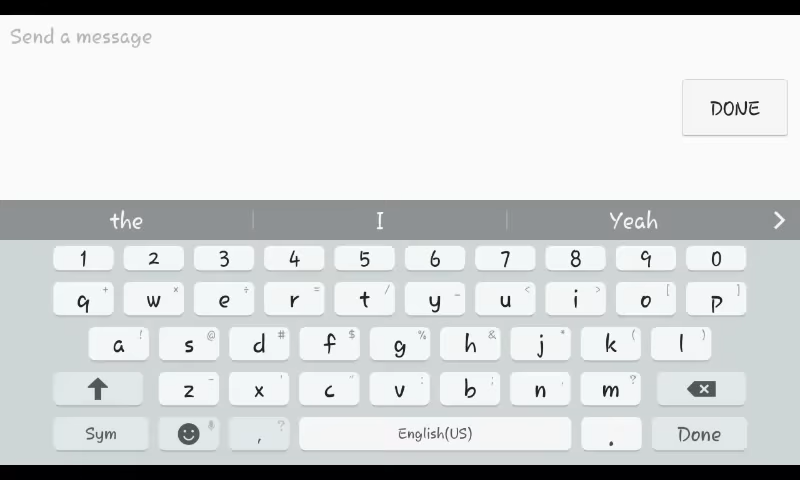 Send a message
DONE
the I Yeah
1 2 3 4 5 6 7 8 9 0
q + w × e ÷ r = t / y _ u < i > o [ p ]
a ! s @ d # f $ g % h & j * k ( l )
z - x ' c " v : b ; n , m ?
Sym , ? English(US) . Done